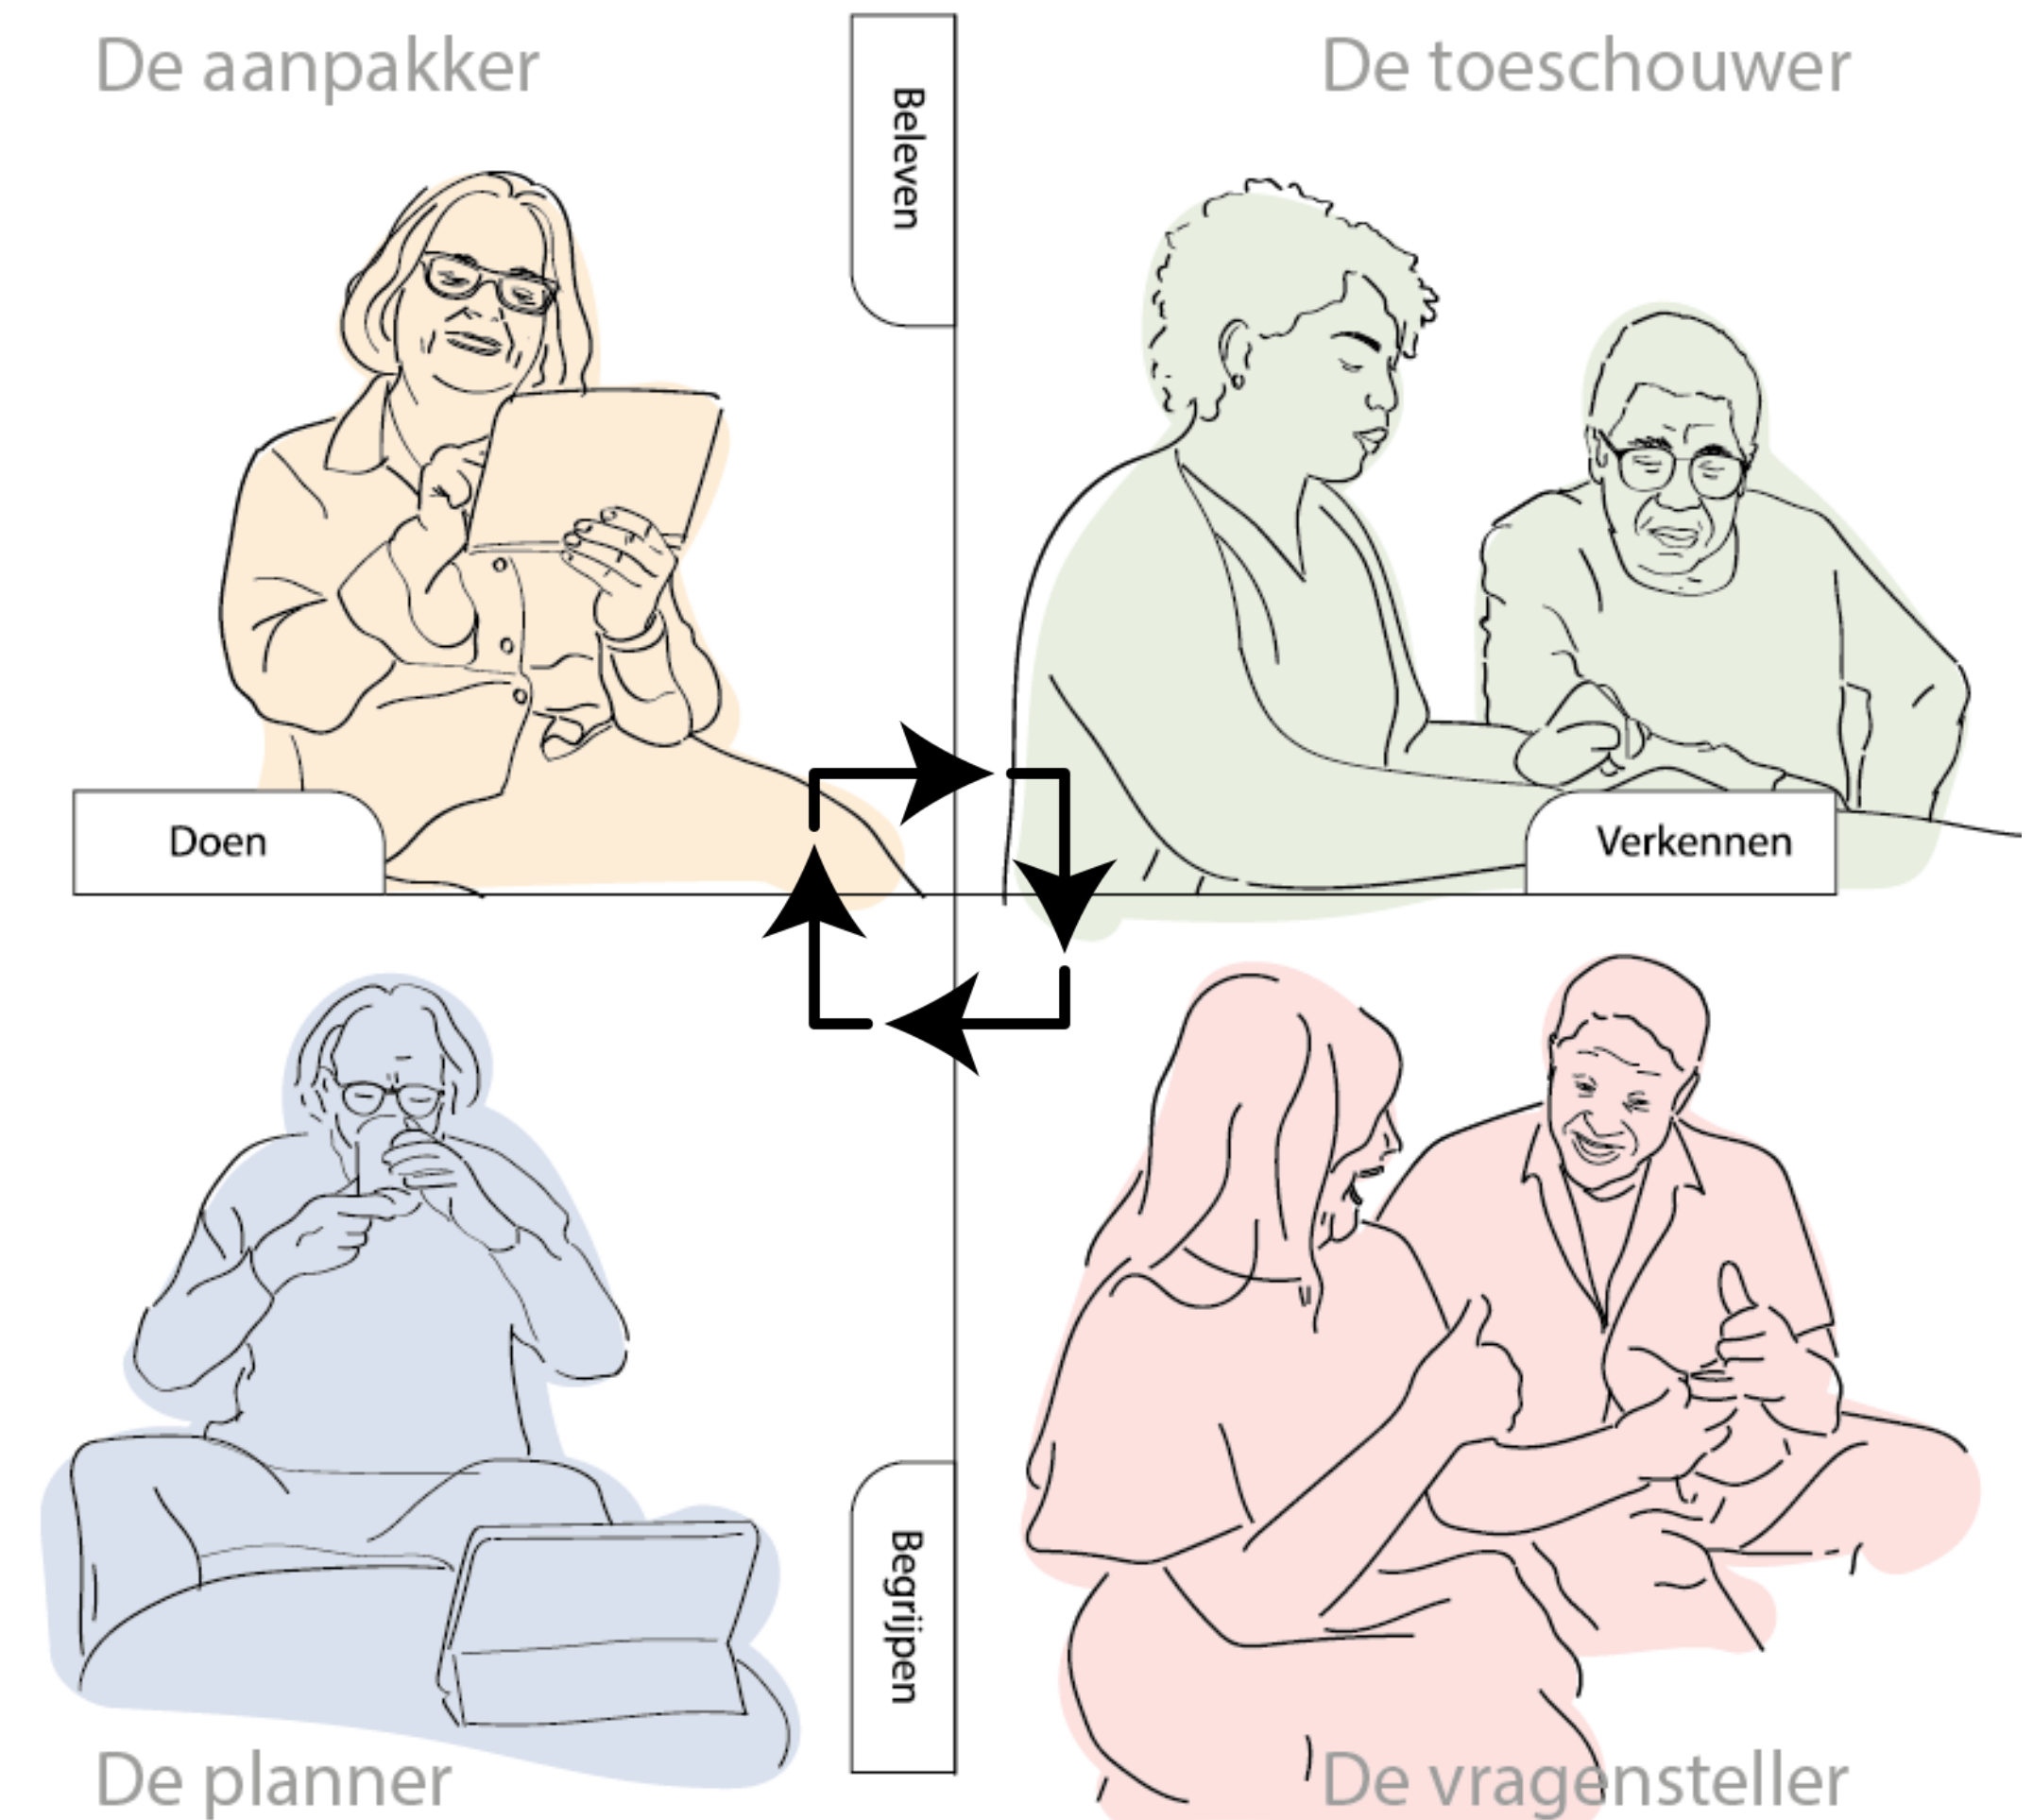 De aanpakker
Beleven
De toeschouwer
Doen
Verkennen
Begrijpen
De planner
De vragensteller